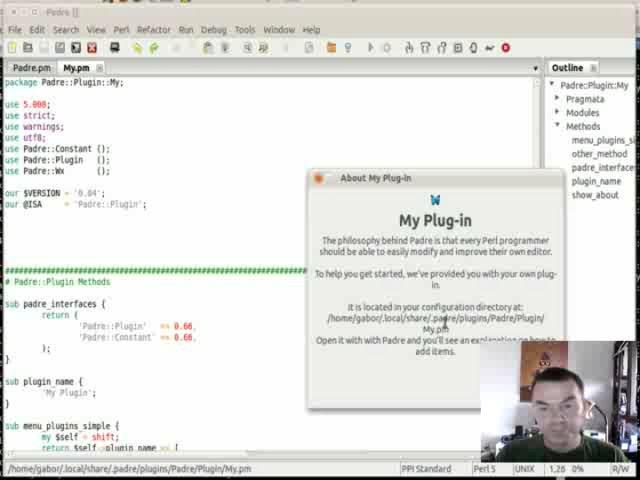 Padre []
File Edit Search View Perl Refactor Run Debug Tools Window Help
Padre.pm My.pm
Outline
package Padre::Plugin::My;
use 5.008;
use strict;
use warnings;
use utf8;
use Padre::Constant ();
use Padre::Plugin ();
use Padre::Wx ();
our $VERSION = '0.04';
our @ISA = 'Padre::Plugin';
# Padre::Plugin Methods
sub padre_interfaces {
return (
'Padre::Plugin' => 0.66,
'Padre::Constant' => 0.66,
);
}
sub plugin_name {
'My Plugin';
}
sub menu_plugins_simple {
my $self = shift;
return $self->plugin_name => [
Padre::Plugin::My
Pragmata
Modules
Methods
menu_plugins_si
other_method
padre_interfaces
plugin_name
show_about
About My Plug-in
My Plug-in
The philosophy behind Padre is that every Perl programmer
should be able to easily modify and improve their own editor.
To help you get started, we've provided you with your own plug-
in.
It is located in your configuration directory at:
/home/gabor/.local/share/.padre/plugins/Padre/Plugin/
My.pm
Open it with with Padre and you'll see an explanation on how to
add items.
/home/gabor/.local/share/.padre/plugins/Padre/Plugin/My.pm
PPI Standard Perl 5 UNIX 1,26 0% R/W